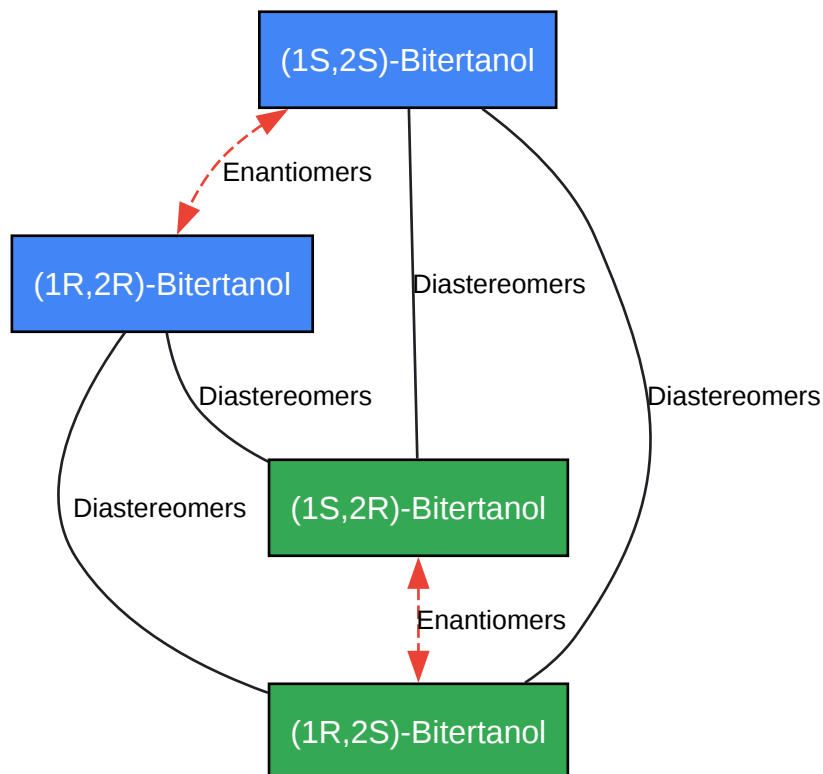 (1S,2S)-Bitertanol
Enantiomers
(1R,2R)-Bitertanol
Diastereomers
Diastereomers
Diastereomers
Diastereomers
(1S,2R)-Bitertanol
Enantiomers
(1R,2S)-Bitertanol